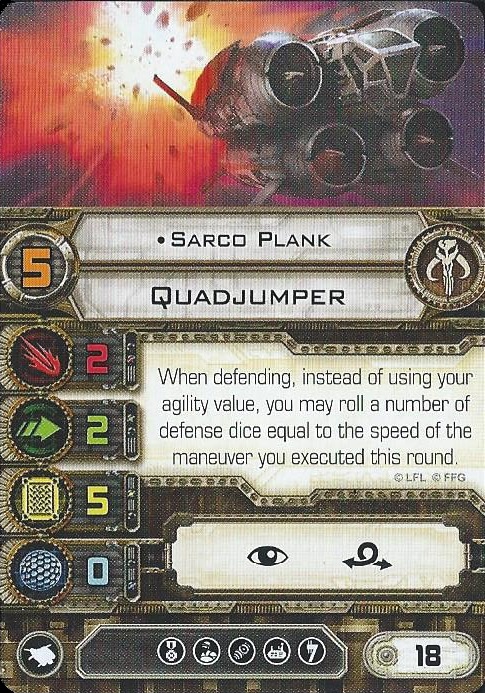 • Sarco Plank
5
Quadjumper
2
2
5
0
When defending, instead of using your
agility value, you may roll a number of
defense dice equal to the speed of the
maneuver you executed this round.
© LFL © FFG
18